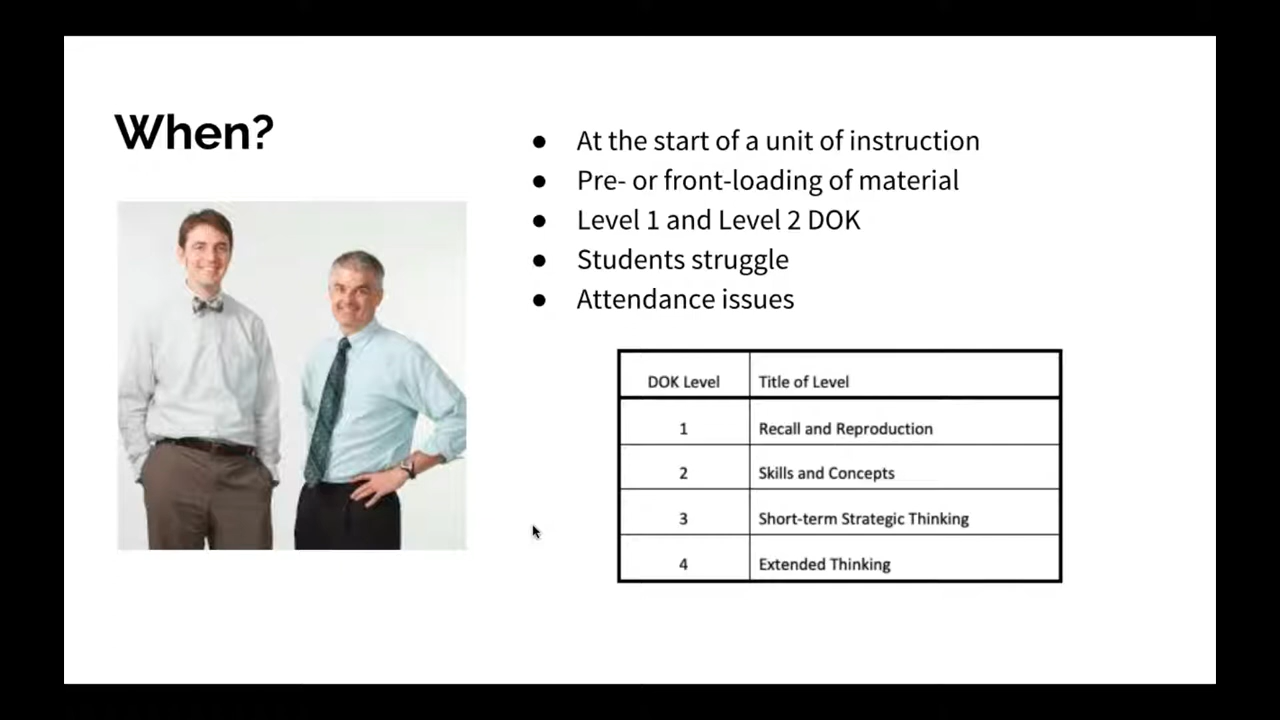 When?
● At the start of a unit of instruction
● Pre- or front-loading of material
● Level 1 and Level 2 DOK
● Students struggle
● Attendance issues
DOK Level Title of Level
1 Recall and Reproduction
2 Skills and Concepts
3 Short-term Strategic Thinking
4 Extended Thinking